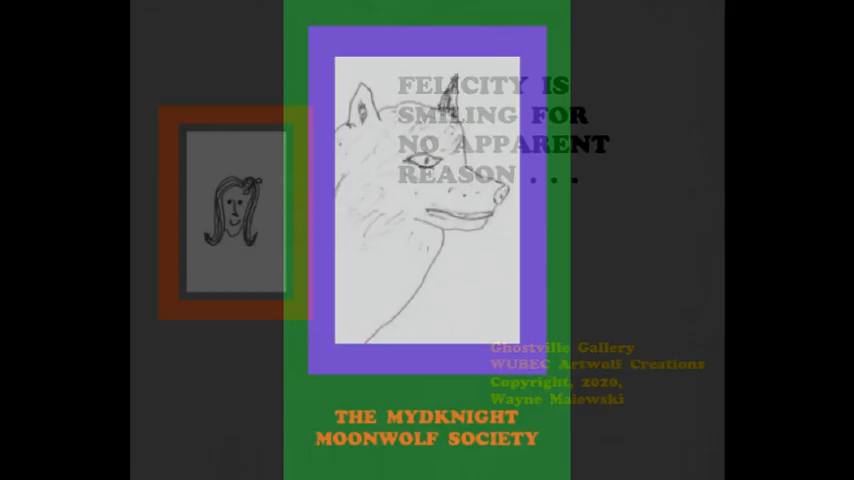 FELICITY IS
SMILING FOR
NO APPARENT
REASON . . .
Ghostville Gallery
WUBEC Artwolf Creations
Copyright, 2020,
Wayne Malewski
THE MYDKNIGHT
MOONWOLF SOCIETY